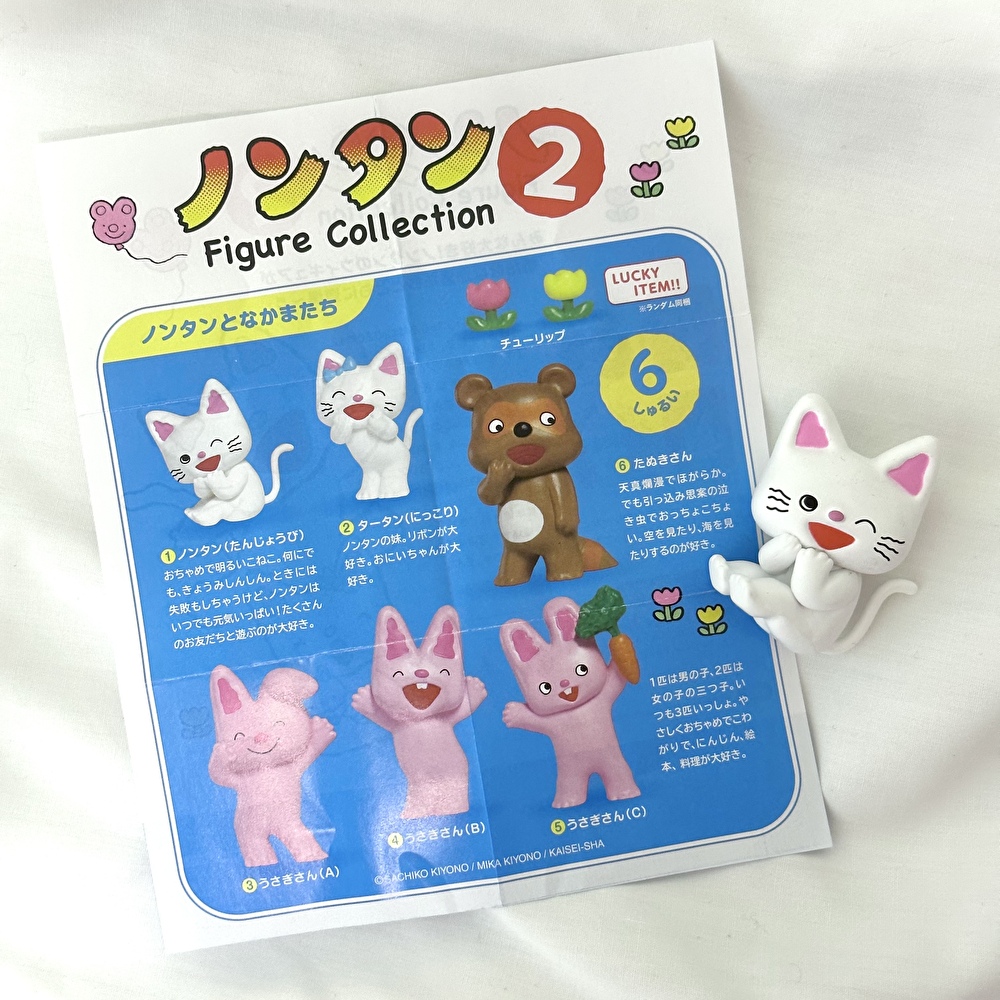 ノンタン 2
Figure Collection
ノンタンとなかまたち
チューリップ
LUCKY
ITEM!!
※ランダム同梱
6
しゅるい
1 ノンタン(たんじょうび)
おちゃめで明るいこねこ。何にで
も、きょうみしんしん。ときには
失敗もしちゃうけど、ノンタンは
いつでも元気いっぱい!たくさん
のお友だちと遊ぶのが大好き。
2 タータン(にっこり)
ノンタンの妹。リボンが大
好き。おにいちゃんが大
好き。
6 たぬきさん
天真爛漫でほがらか。
でも引っ込み思案の泣
き虫でおっちょこちょ
い。空を見たり、海を見
たりするのが好き。
1匹は男の子、2匹は
女の子の三つ子。い
つも3匹いっしょ。や
さしくおちゃめでこわ
がりで、にんじん、絵
本、料理が大好き。
3 うさぎさん(A)
4 うさぎさん(B)
5 うさぎさん(C)
©SACHIKO KIYONO / MIKA KIYONO / KAISEI-SHA